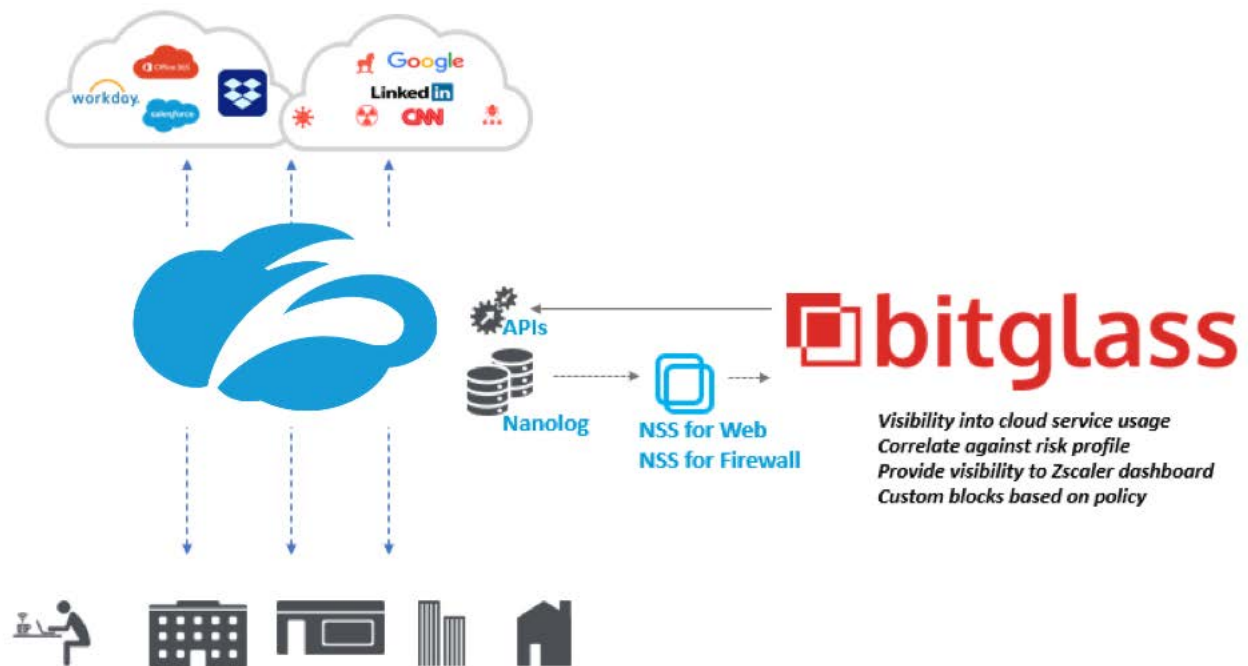 Office 365
workday.
salesforce
Google
Linked in
CNN
APIs
Nanolog
NSS for Web
NSS for Firewall
bitglass
Visibility into cloud service usage
Correlate against risk profile
Provide visibility to Zscaler dashboard
Custom blocks based on policy